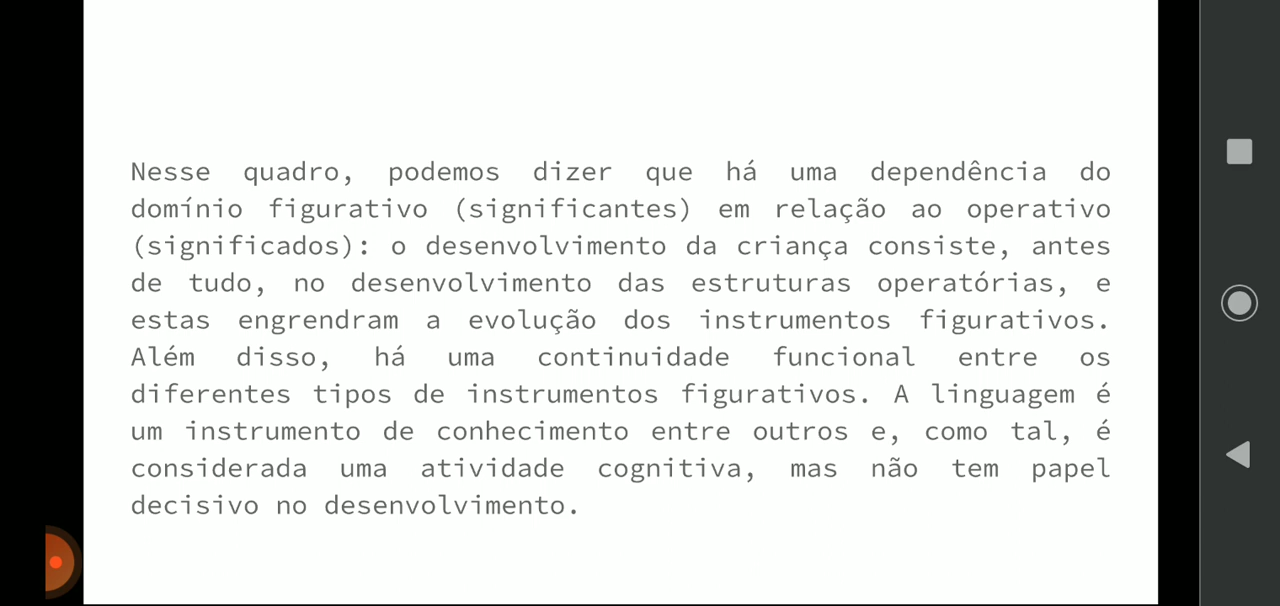 Nesse quadro, podemos dizer que há uma dependência do
domínio figurativo (significantes) em relação ao operativo
(significados): o desenvolvimento da criança consiste, antes
de tudo, no desenvolvimento das estruturas operatórias, e
estas engrendram a evolução dos instrumentos figurativos.
Além disso, há uma continuidade funcional entre os
diferentes tipos de instrumentos figurativos. A linguagem é
um instrumento de conhecimento entre outros e, como tal, é
considerada uma atividade cognitiva, mas não tem papel
decisivo no desenvolvimento.